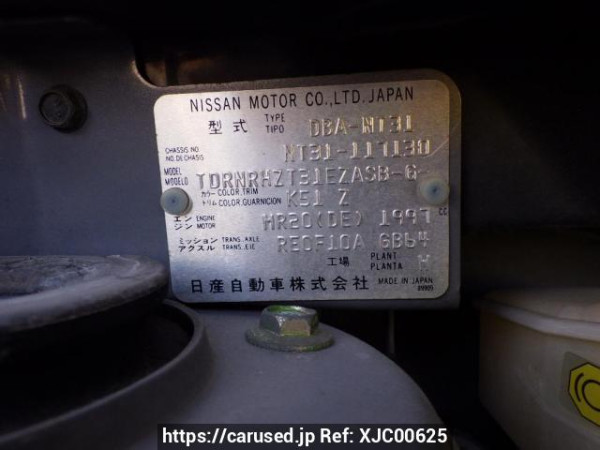 NISSAN MOTOR CO.,LTD.JAPAN
型式 TYPE TIPO DBA-NT31
CHASSIS NO. NO.DE CHASIS NT31-117130
MODEL MODELO TDRNRHZT31EZASB-G-
カラー COLOR,TRIM トリム COLOR,GUARNICION K51 Z
エンジン ENGINE MOTOR MR20(DE) 1997 CC
ミッション アクスル TRANS.AXLE TRANS.EJE RE0F10A GB64
工場 PLANT PLANTA
日産自動車株式会社 MADE IN JAPAN
https://carused.jp Ref: XJC00625